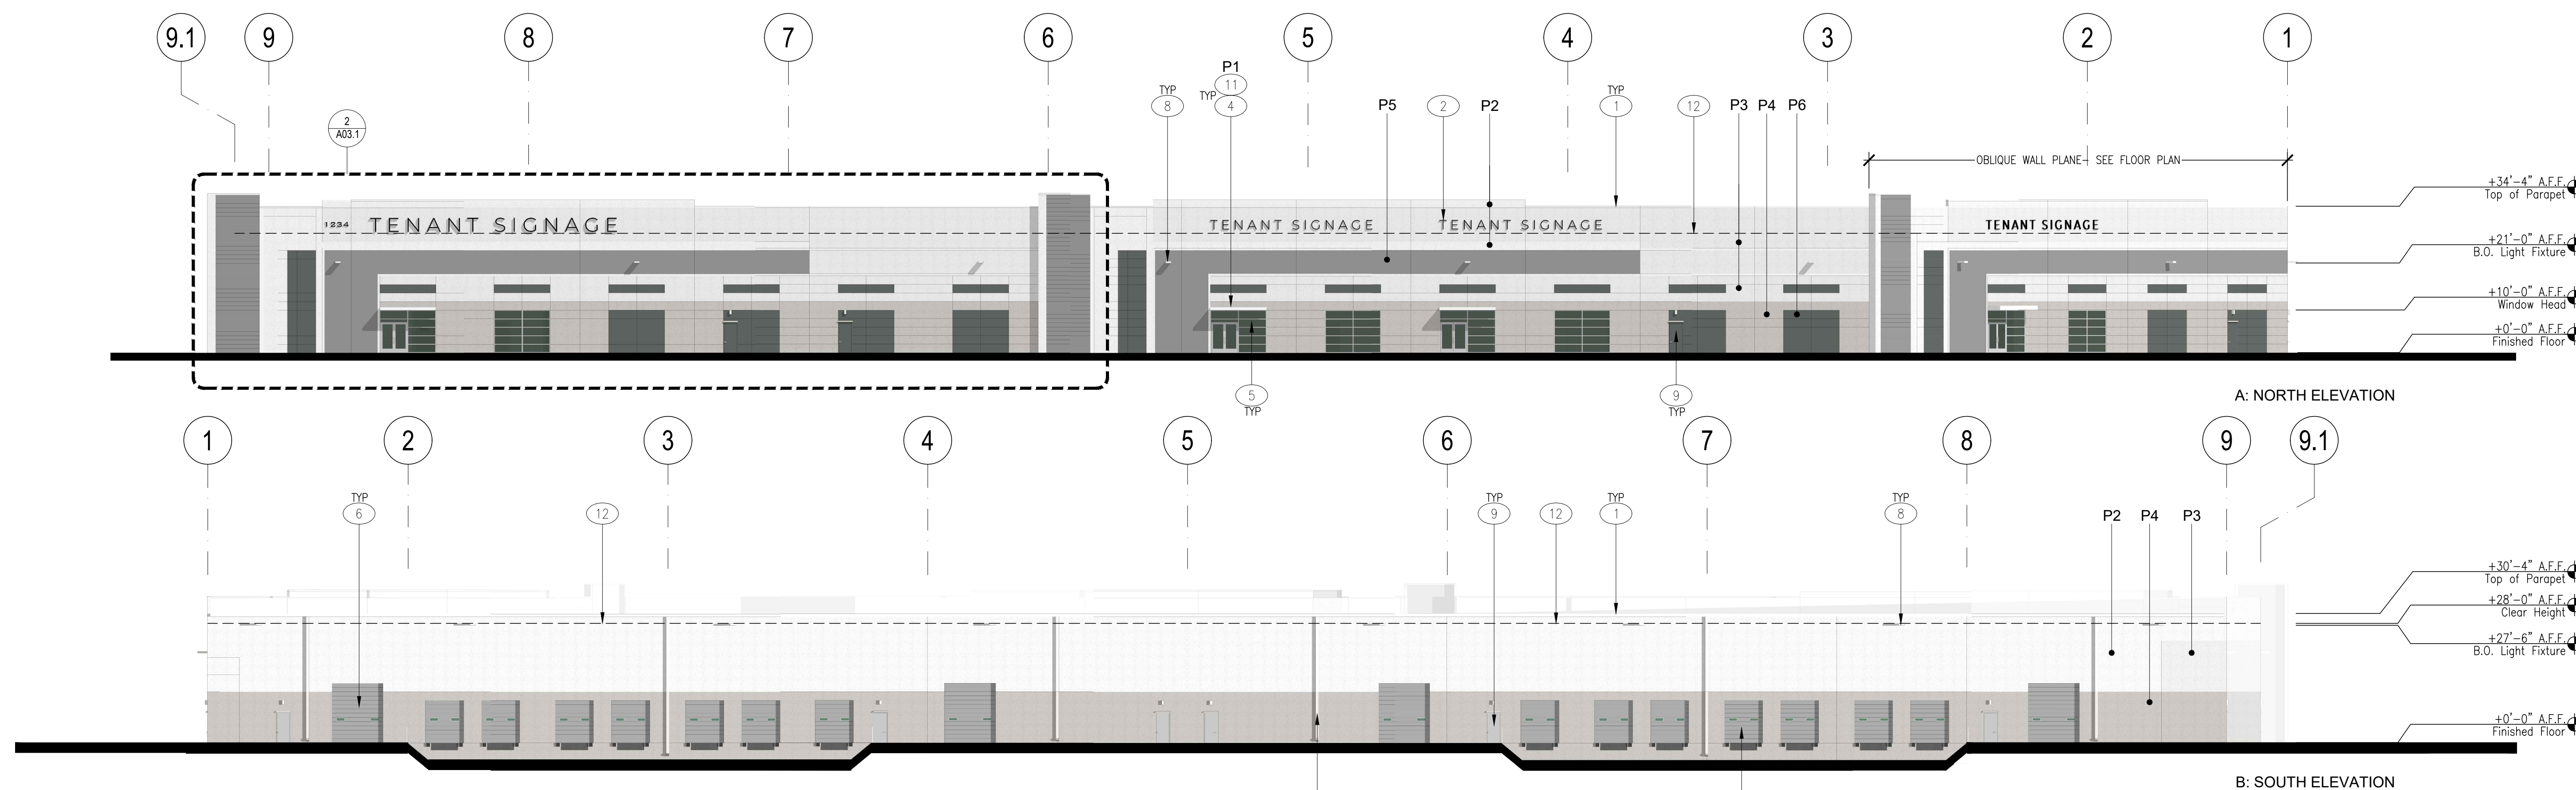 9.1 9 8 7 6 5 4 3 2 1
P1
TYP 11
8 TYP 4 P5 2 P2 TYP 1 12 P3 P4 P6
2
A03.1
OBLIQUE WALL PLANE- SEE FLOOR PLAN
+34'-4" A.F.F.
Top of Parapet
1234 TENANT SIGNAGE TENANT SIGNAGE TENANT SIGNAGE TENANT SIGNAGE
+21'-0" A.F.F.
B.O. Light Fixture
+10'-0" A.F.F.
Window Head
+0'-0" A.F.F.
Finished Floor
5 9
TYP TYP
A: NORTH ELEVATION
1 2 3 4 5 6 7 8 9 9.1
TYP TYP TYP TYP
6 12 9 12 1 8 P2 P4 P3
+30'-4" A.F.F.
Top of Parapet
+28'-0" A.F.F.
Clear Height
+27'-6" A.F.F.
B.O. Light Fixture
+0'-0" A.F.F.
Finished Floor
B: SOUTH ELEVATION